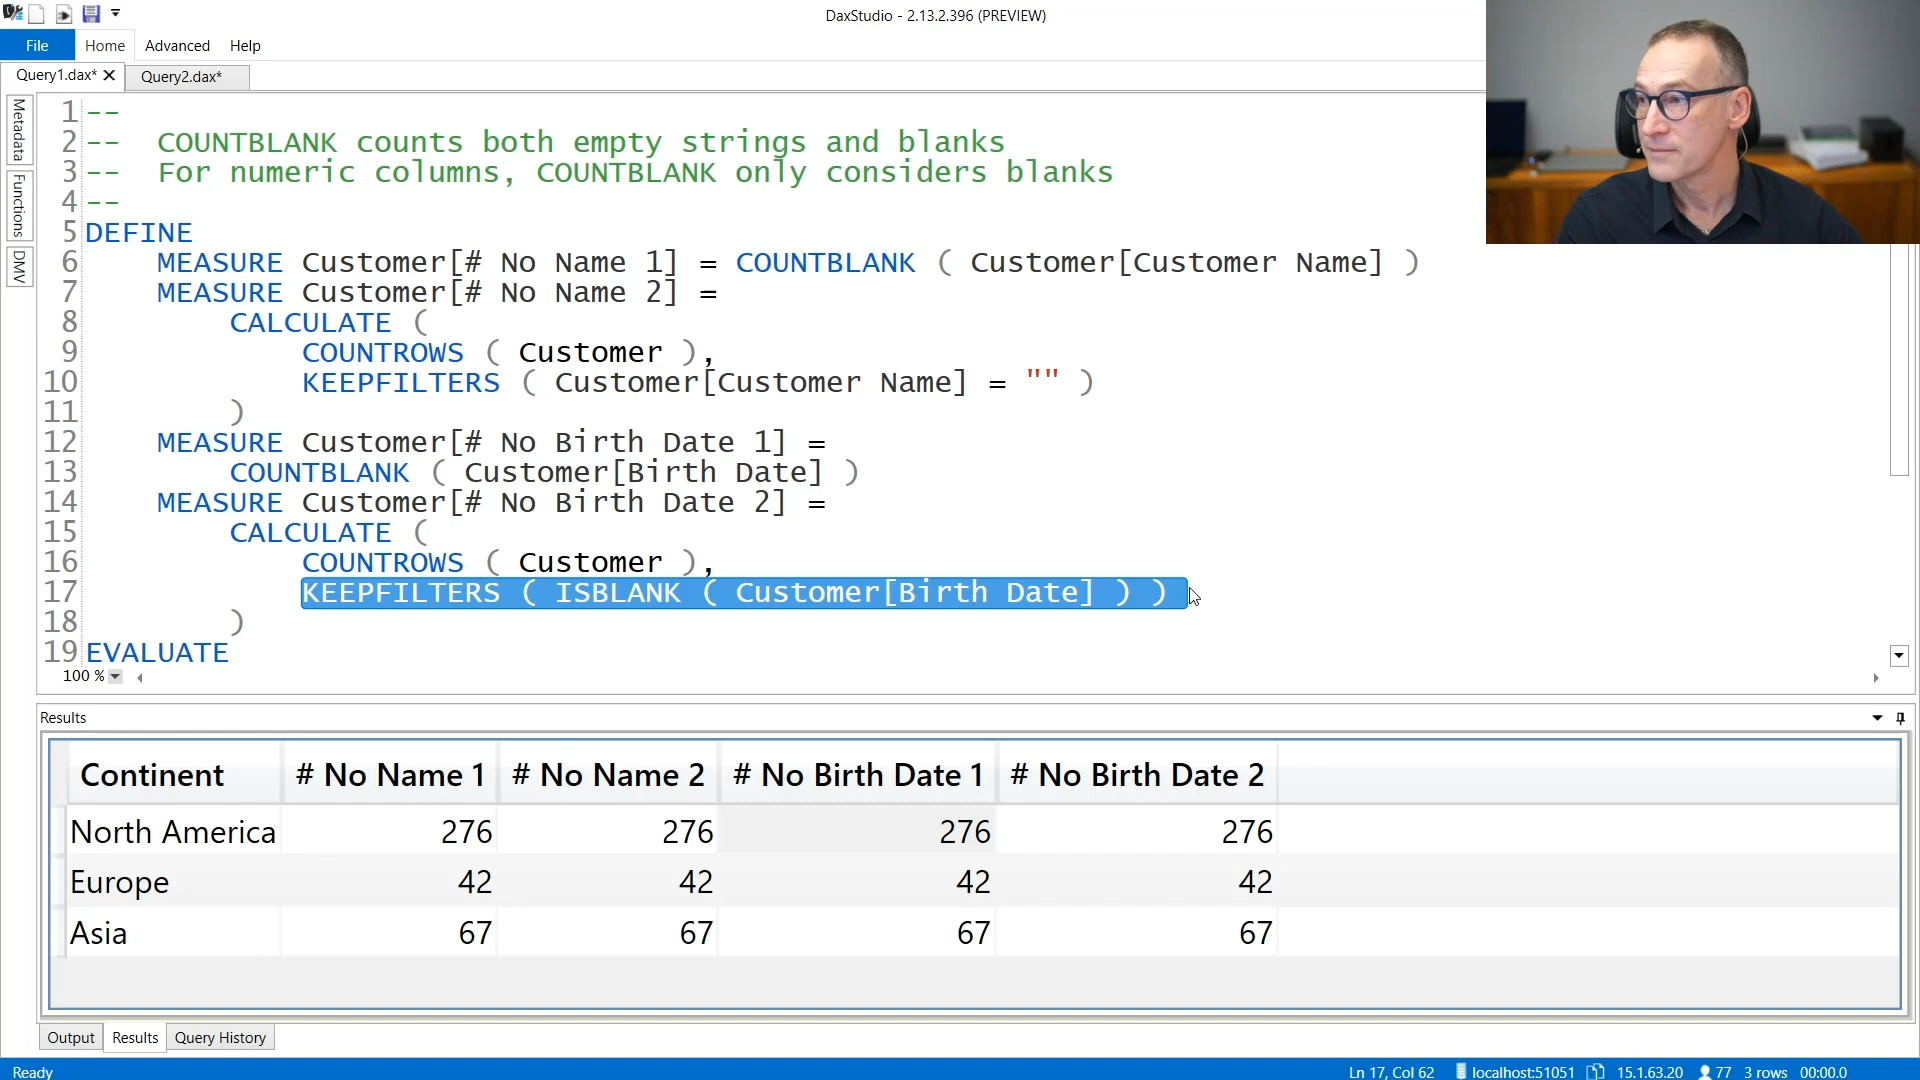 DaxStudio - 2.13.2.396 (PREVIEW)
File Home Advanced Help
Query1.dax* Query2.dax*
Metadata
Functions
DMV
1 --
2 --  COUNTBLANK counts both empty strings and blanks
3 --  For numeric columns, COUNTBLANK only considers blanks
4 --
5 DEFINE
6 MEASURE Customer[# No Name 1] = COUNTBLANK ( Customer[Customer Name] )
7 MEASURE Customer[# No Name 2] =
8 CALCULATE (
9 COUNTROWS ( Customer ),
10 KEEPFILTERS ( Customer[Customer Name] = "" )
11 )
12 MEASURE Customer[# No Birth Date 1] =
13 COUNTBLANK ( Customer[Birth Date] )
14 MEASURE Customer[# No Birth Date 2] =
15 CALCULATE (
16 COUNTROWS ( Customer ),
17 KEEPFILTERS ( ISBLANK ( Customer[Birth Date] ) )
18 )
19 EVALUATE
100 %
Results
Continent # No Name 1 # No Name 2 # No Birth Date 1 # No Birth Date 2
North America 276 276 276 276
Europe 42 42 42 42
Asia 67 67 67 67
Output Results Query History
Ready Ln 17, Col 62 localhost:51051 15.1.63.20 77 3 rows 00:00.0